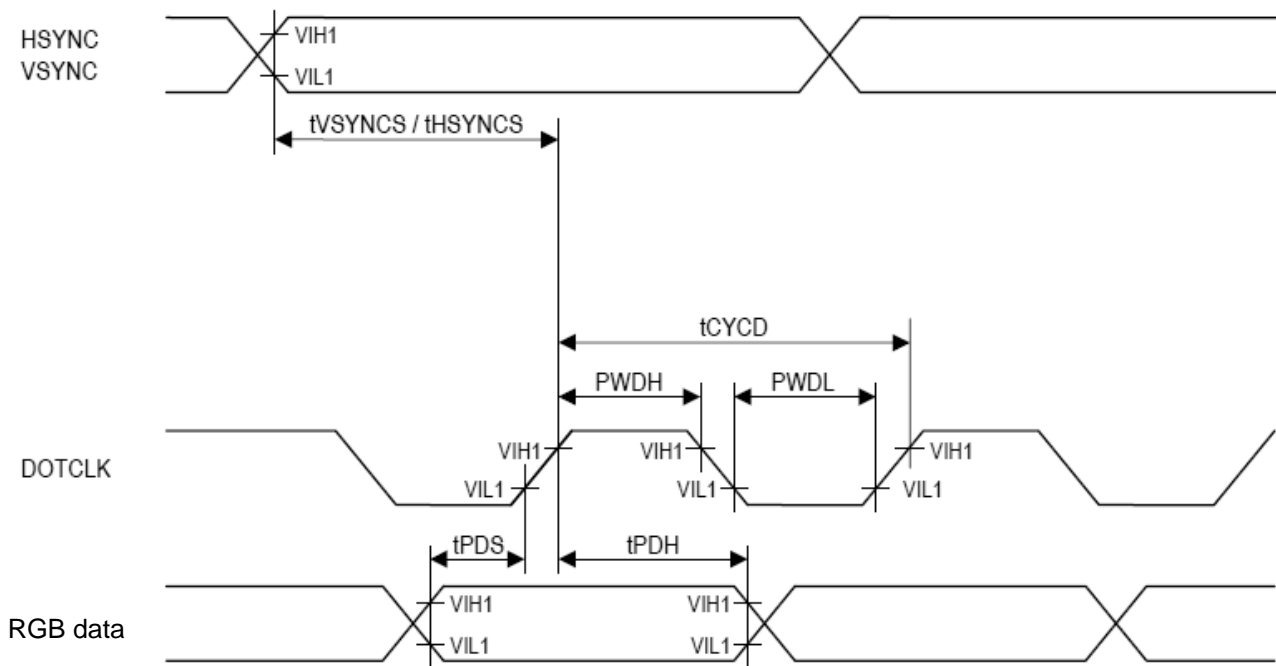 HSYNC
VSYNC
VIH1
VIL1
tVSYNCS / tHSYNCS
tCYCD
PWDH
PWDL
DOTCLK
VIH1
VIH1
VIH1
VIL1
VIL1
VIL1
tPDS
tPDH
RGB data
VIH1
VIH1
VIL1
VIL1